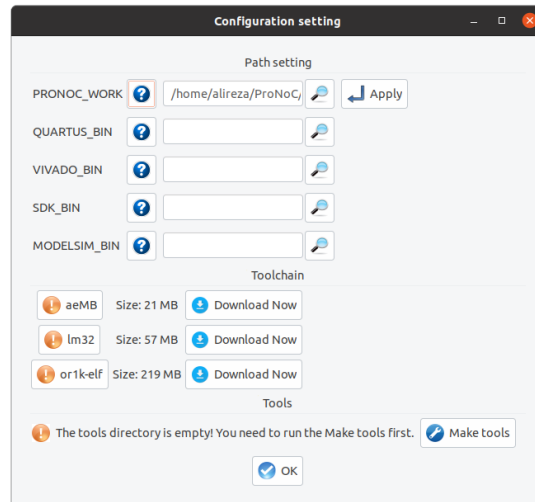 Configuration setting
Path setting
PRONOC_WORK /home/alireza/ProNoC/ Apply
QUARTUS_BIN
VIVADO_BIN
SDK_BIN
MODELSIM_BIN
Toolchain
aeMB Size: 21 MB Download Now
lm32 Size: 57 MB Download Now
or1k-elf Size: 219 MB Download Now
Tools
The tools directory is empty! You need to run the Make tools first. Make tools
OK